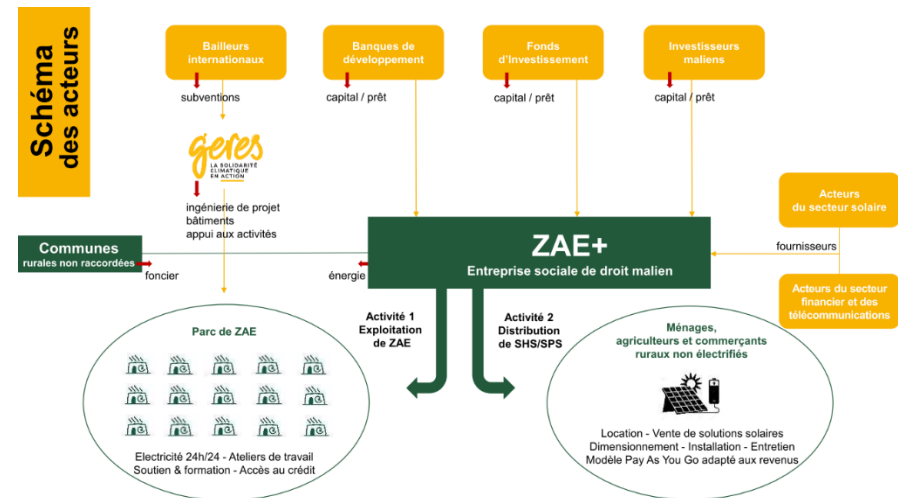 Schéma
des acteurs
Bailleurs
internationaux
Banques de
développement
Fonds
d'Investissement
Investisseurs
maliens
subventions
capital / prêt
capital / prêt
capital / prêt
geres
LA SOLIDARITÉ
CLIMATIQUE
EN ACTION
ingénierie de projet
bâtiments
appui aux activités
Acteurs
du secteur solaire
Communes
rurales non raccordées
foncier
énergie
ZAE+
Entreprise sociale de droit malien
fournisseurs
Acteurs du secteur
financier et des
télécommunications
Parc de ZAE
Activité 1
Exploitation
de ZAE
Activité 2
Distribution
de SHS/SPS
Ménages,
agriculteurs et commerçants
ruraux non électrifiés
Electricité 24h/24 - Ateliers de travail
Soutien & formation - Accès au crédit
Location - Vente de solutions solaires
Dimensionnement - Installation - Entretien
Modèle Pay As You Go adapté aux revenus